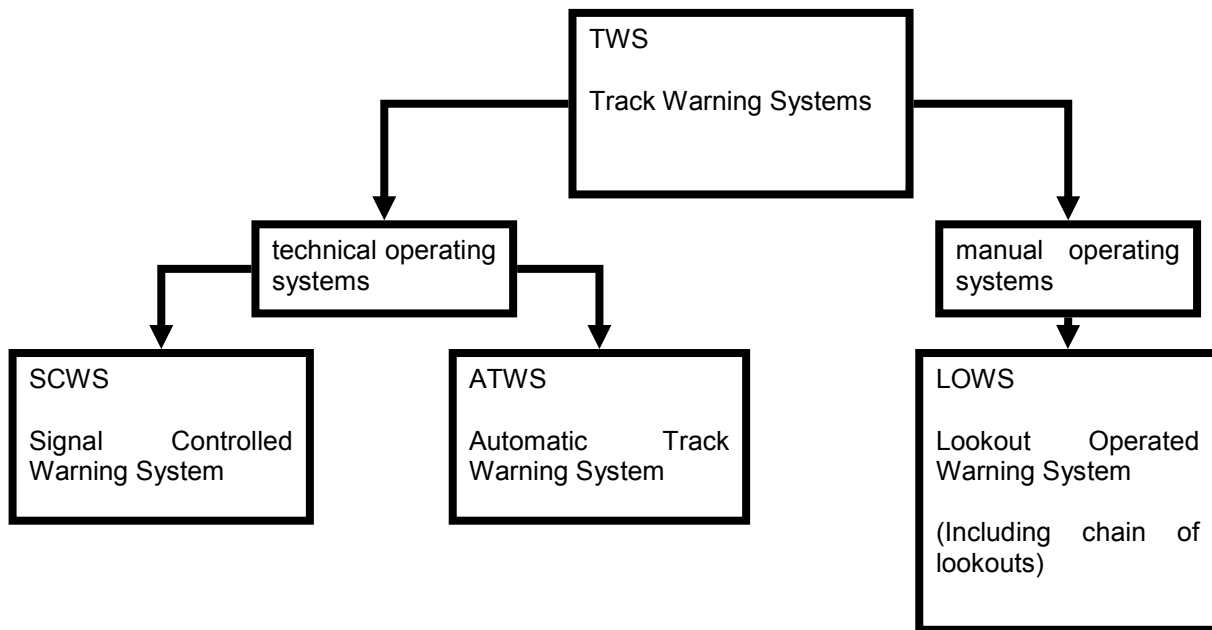 TWS
Track Warning Systems
technical operating
systems
manual operating
systems
SCWS
Signal Controlled
Warning System
ATWS
Automatic Track
Warning System
LOWS
Lookout Operated
Warning System
(Including chain of
lookouts)